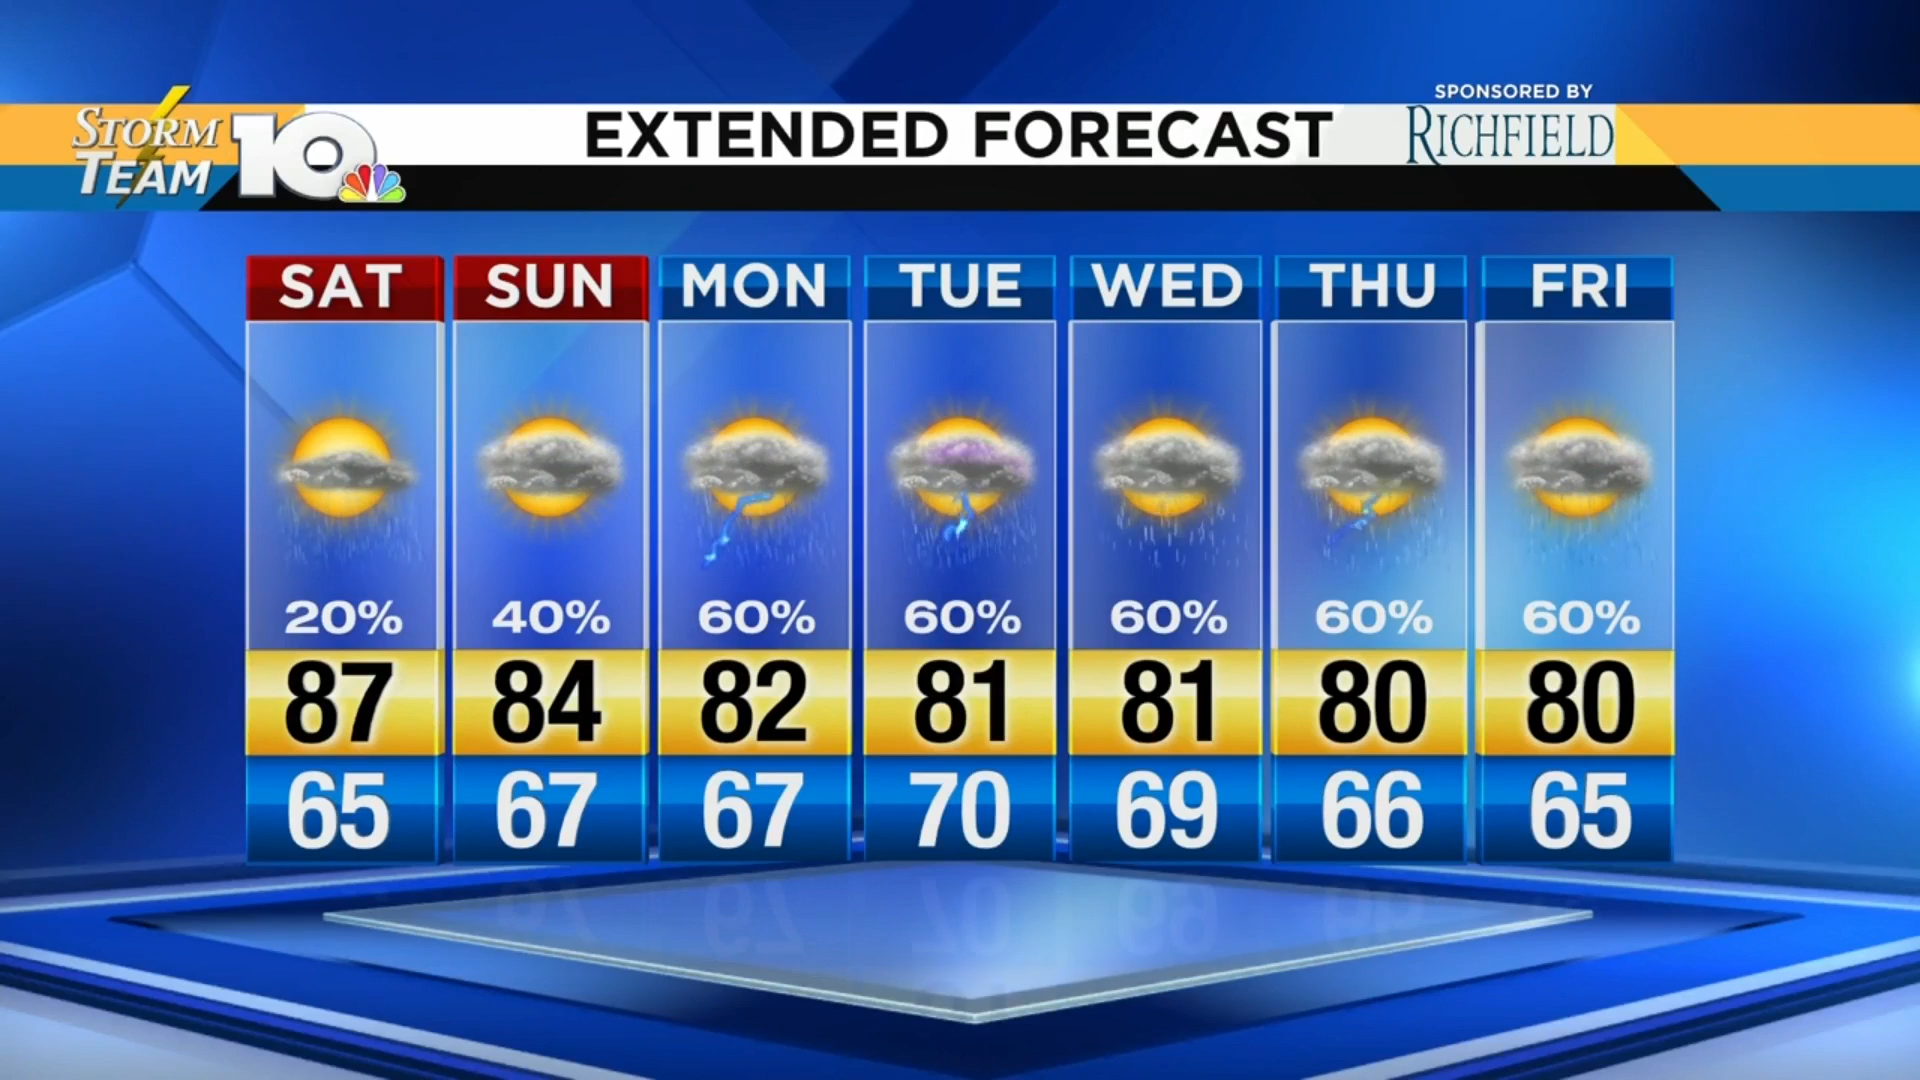 SPONSORED BY
STORM TEAM 10
EXTENDED FORECAST
RICHFIELD
SAT SUN MON TUE WED THU FRI
20% 40% 60% 60% 60% 60% 60%
87 84 82 81 81 80 80
65 67 67 70 69 66 65